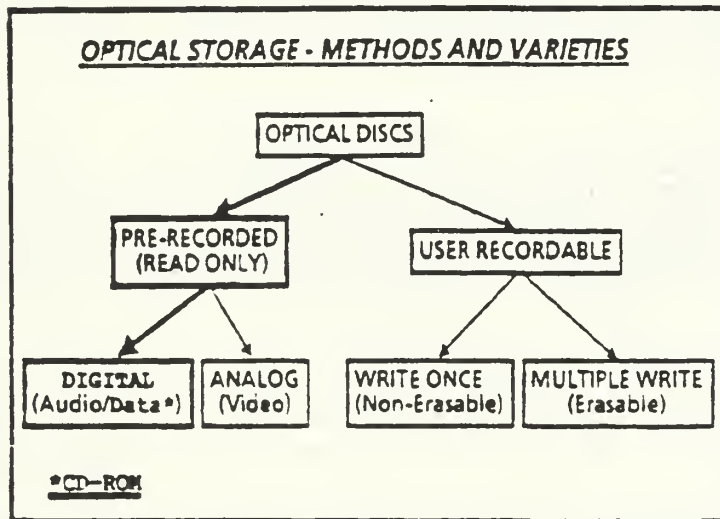 OPTICAL STORAGE - METHODS AND VARIETIES
OPTICAL DISCS
PRE-RECORDED
(READ ONLY)
USER RECORDABLE
DIGITAL
(Audio/Data*)
ANALOG
(Video)
WRITE ONCE
(Non-Erasable)
MULTIPLE WRITE
(Erasable)
*CD-ROM